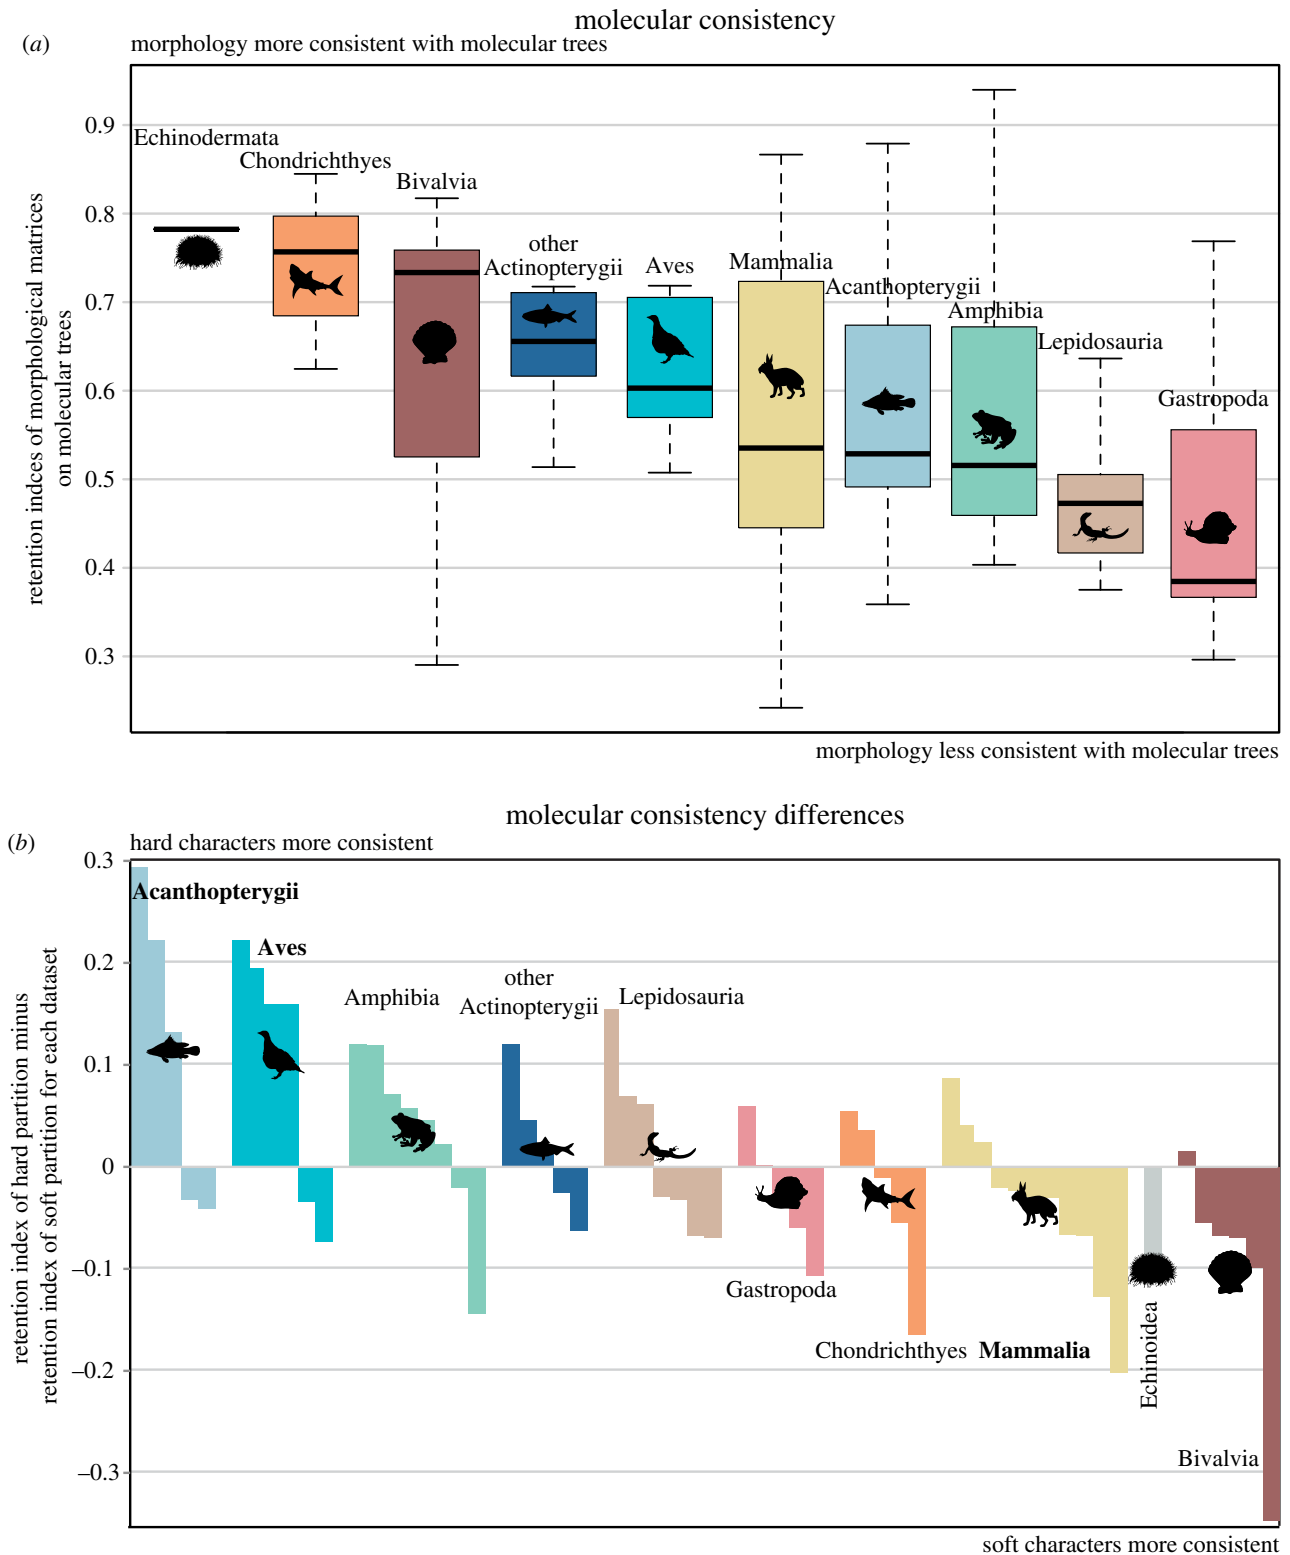 molecular consistency
(a)
morphology more consistent with molecular trees
retention indces of morphological matrices
on molecular trees
0.9
0.8
0.7
0.6
0.5
0.4
0.3
Echinodermata
Chondrichthyes
Bivalvia
other
Actinopterygii
Aves
Mammalia
Acanthopterygii
Amphibia
Lepidosauria
Gastropoda
morphology less consistent with molecular trees
molecular consistency differences
(b)
hard characters more consistent
retention index of hard partition minus
retention index of soft partition for each dataset
0.3
0.2
0.1
0
–0.1
–0.2
–0.3
Acanthopterygii
Aves
Amphibia
other
Actinopterygii
Lepidosauria
Gastropoda
Chondrichthyes
Mammalia
Echinoidea
Bivalvia
soft characters more consistent